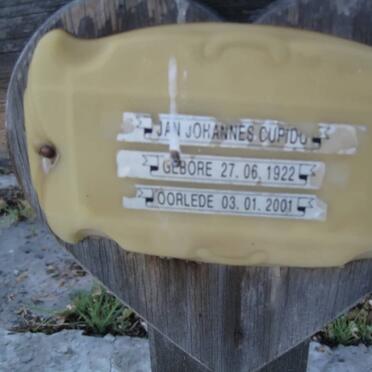 JAN JOHANNES CUPIDO
GEBORE 27. 06. 1922
OORLEDE 03. 01. 2001